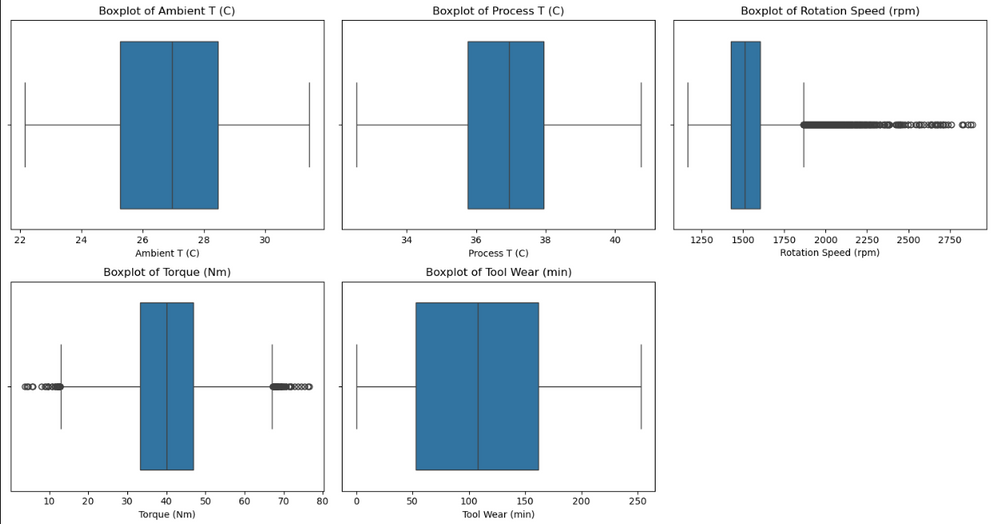 Boxplot of Ambient T (C)
Boxplot of Process T (C)
Boxplot of Rotation Speed (rpm)
22 24 26 28 30
34 36 38 40
1250 1500 1750 2000 2250 2500 2750
Ambient T (C)
Process T (C)
Rotation Speed (rpm)
Boxplot of Torque (Nm)
Boxplot of Tool Wear (min)
10 20 30 40 50 60 70 80
0 50 100 150 200 250
Torque (Nm)
Tool Wear (min)